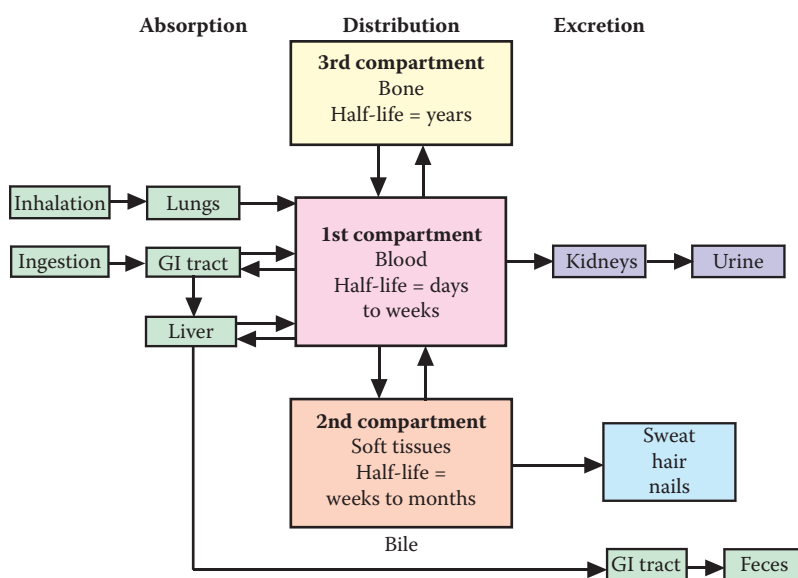 Absorption
Distribution
Excretion
3rd compartment
Bone
Half-life = years
Inhalation
Lungs
Ingestion
GI tract
Liver
1st compartment
Blood
Half-life = days
to weeks
Kidneys
Urine
2nd compartment
Soft tissues
Half-life =
weeks to months
Sweat
hair
nails
Bile
GI tract
Feces